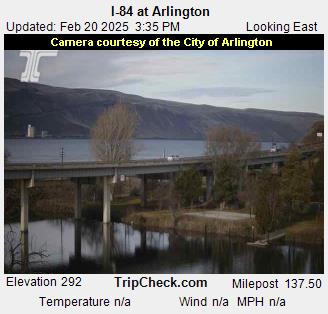 I-84 at Arlington
Updated: Feb 20 2025 3:35 PM Looking East
Camera courtesy of the City of Arlington
Elevation 292 TripCheck.com Milepost 137.50
Temperature n/a Wind n/a MPH n/a